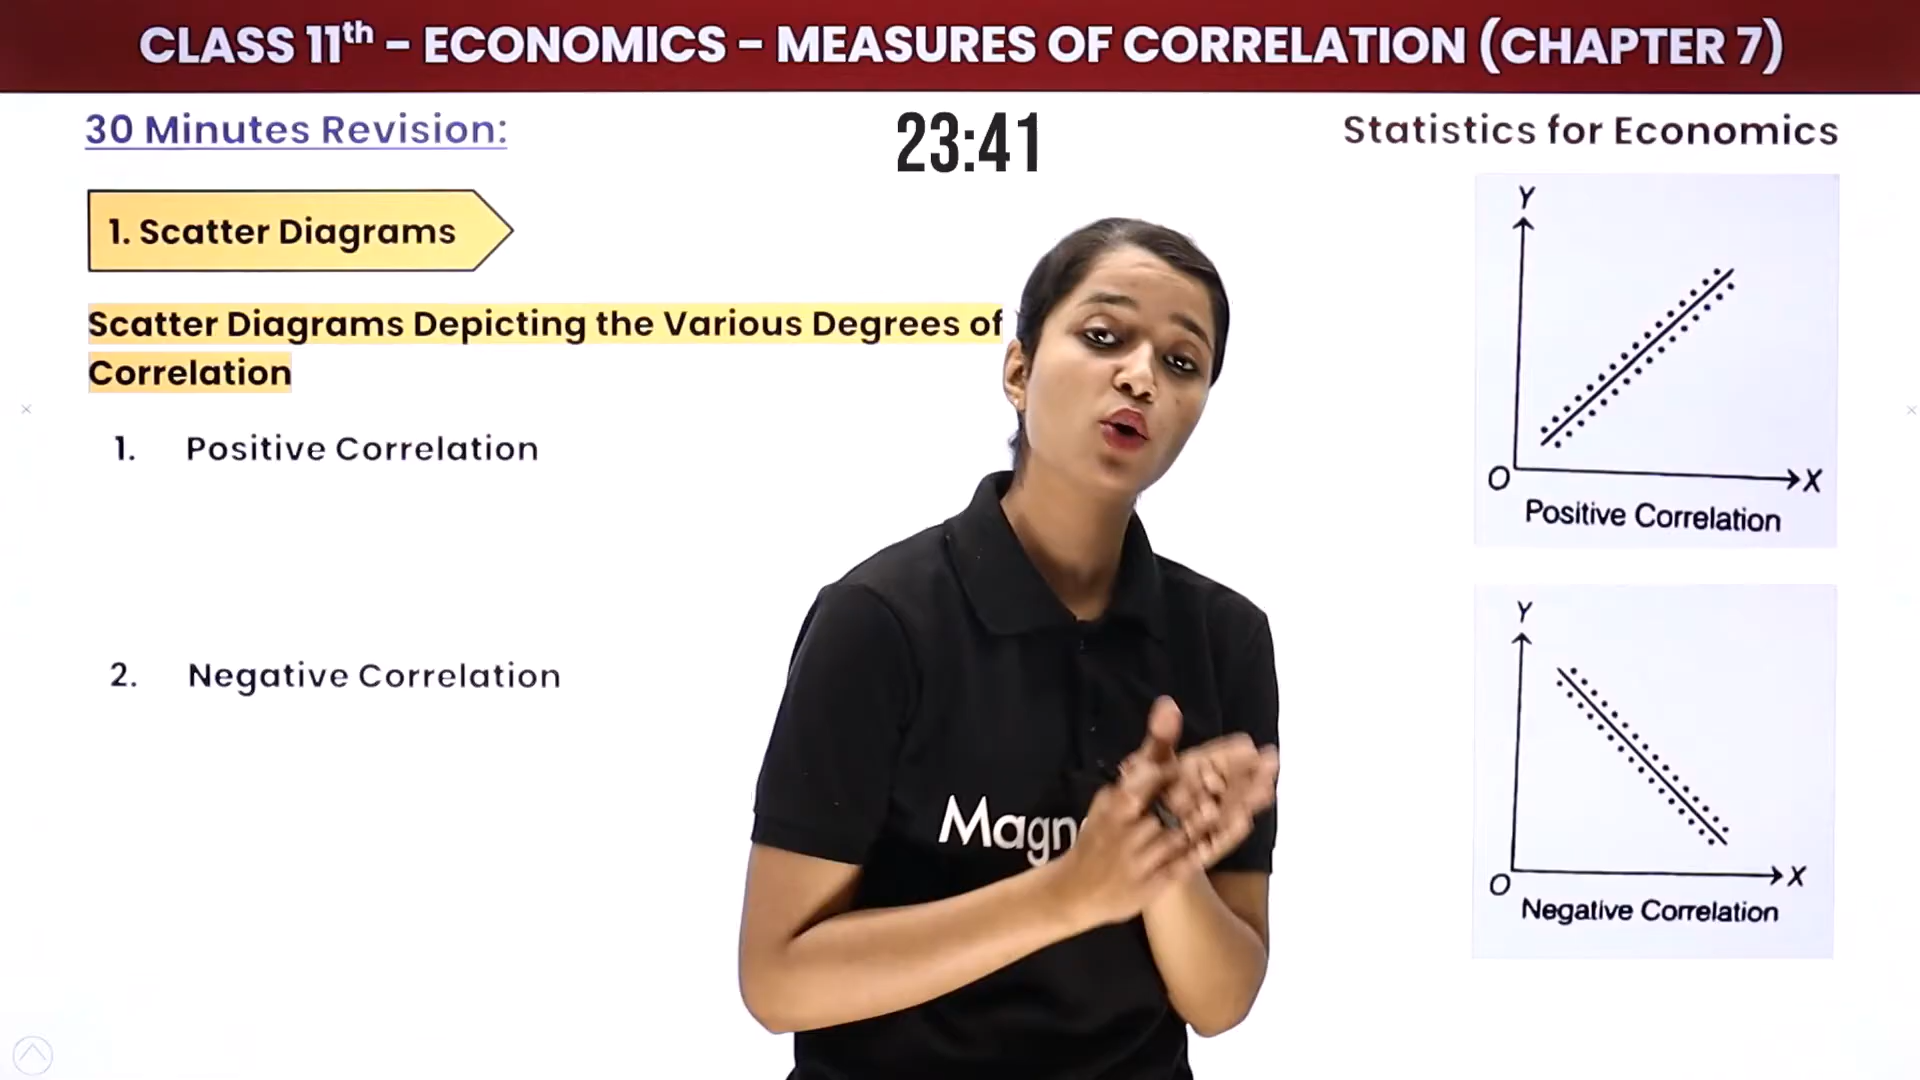 CLASS 11th - ECONOMICS - MEASURES OF CORRELATION (CHAPTER 7)
30 Minutes Revision:
23:41
Statistics for Economics
1. Scatter Diagrams
Scatter Diagrams Depicting the Various Degrees of
Correlation
1. Positive Correlation
2. Negative Correlation
Y
O
X
Positive Correlation
Y
O
X
Negative Correlation
Magn